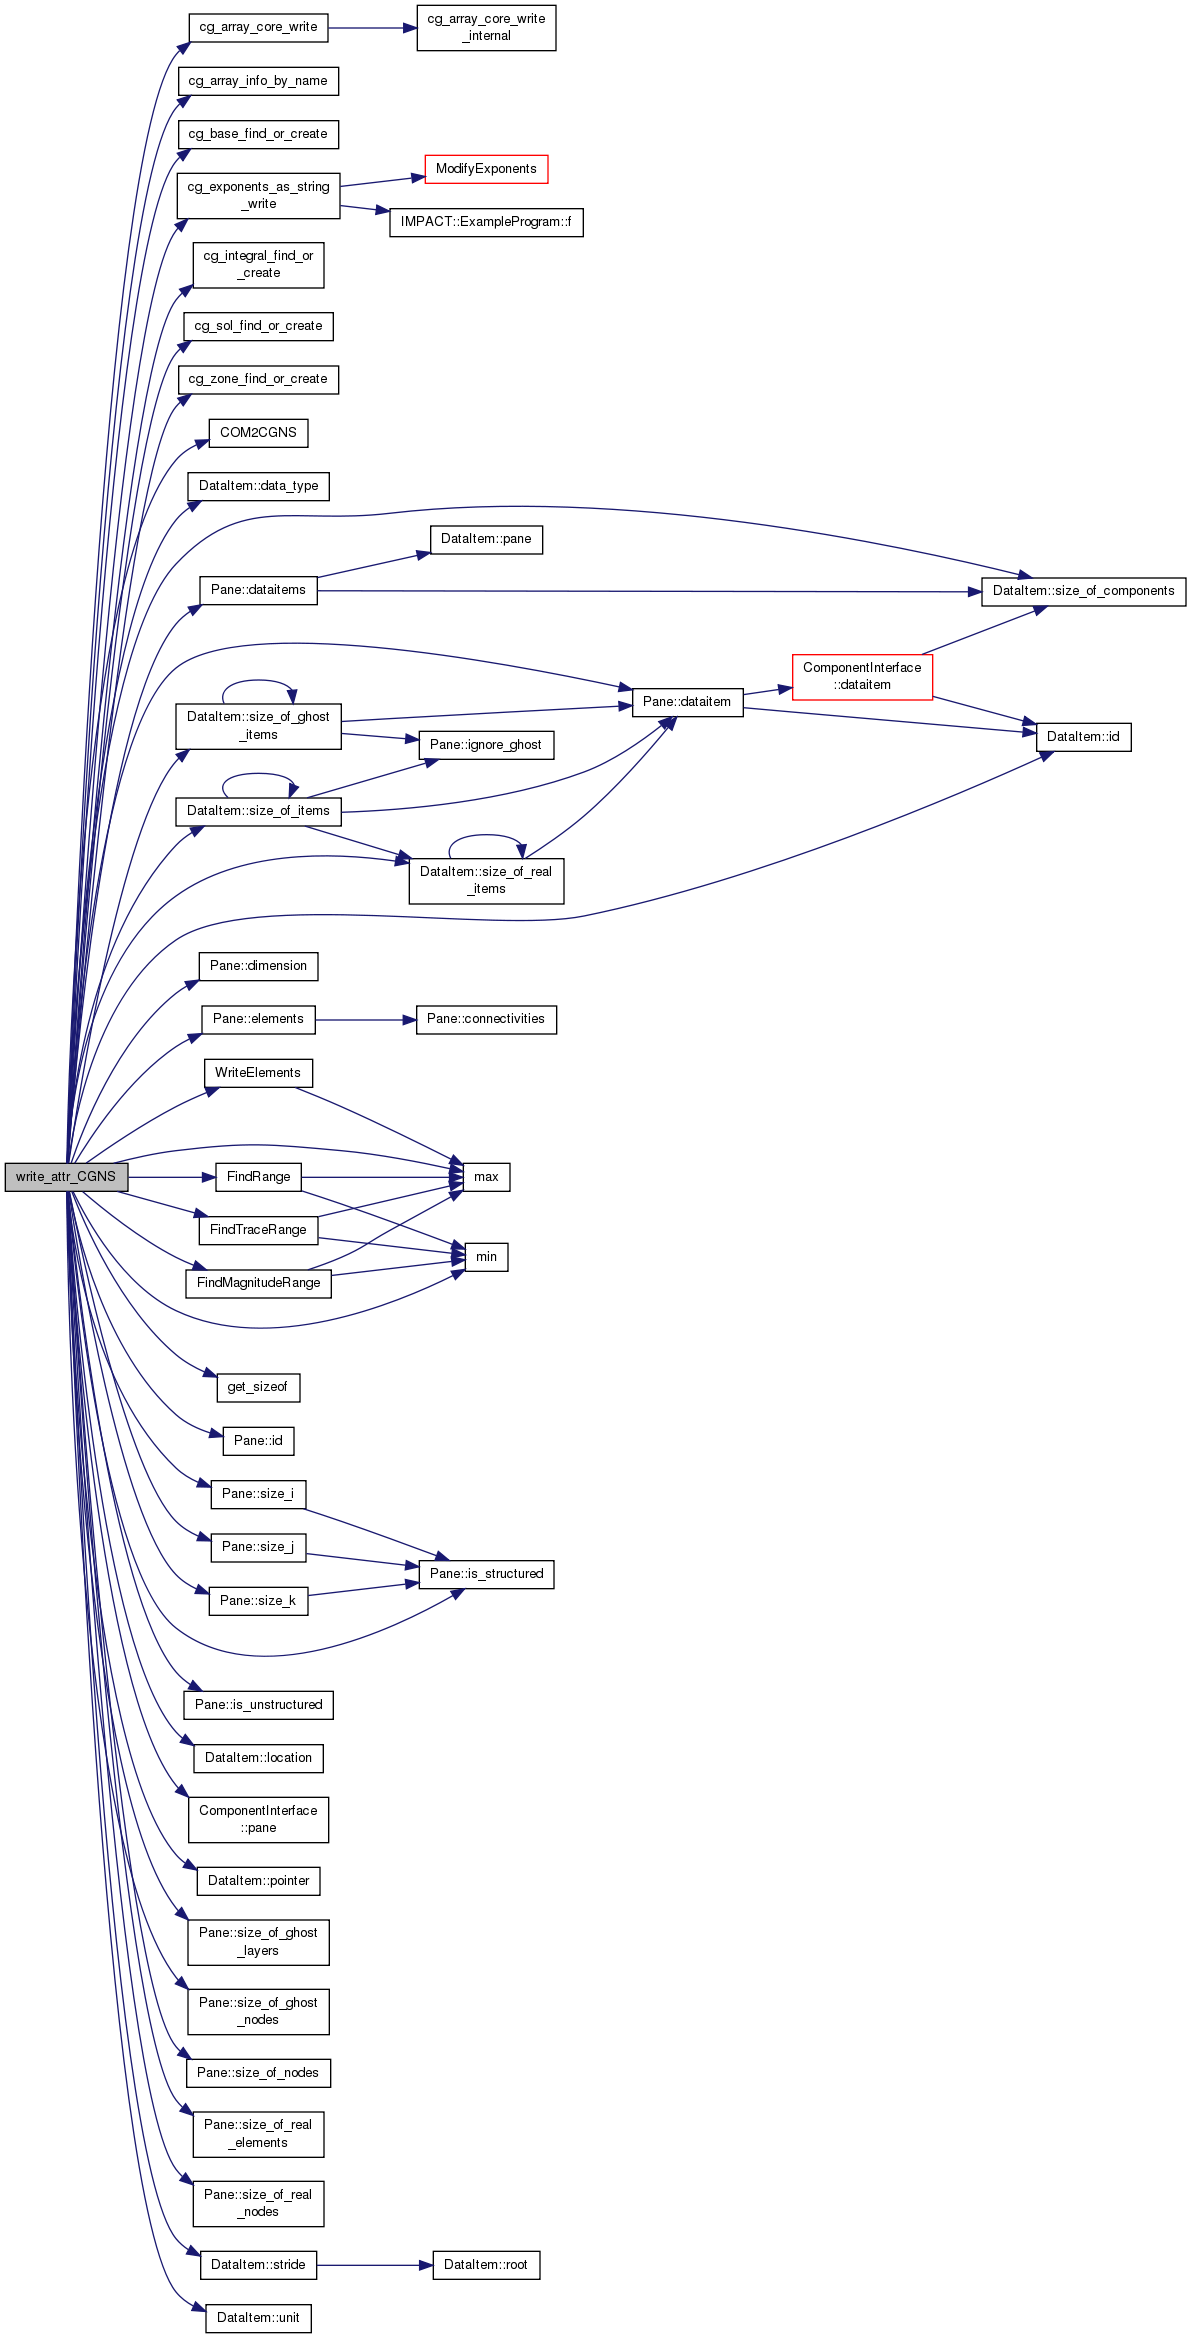 cg_array_core_write
cg_array_core_write
_internal
cg_array_info_by_name
cg_base_find_or_create
ModifyExponents
cg_exponents_as_string
_write
IMPACT::ExampleProgram::f
cg_integral_find_or
_create
cg_sol_find_or_create
cg_zone_find_or_create
COM2CGNS
DataItem::data_type
DataItem::pane
Pane::dataitems
DataItem::size_of_components
ComponentInterface
::dataitem
Pane::dataitem
DataItem::size_of_ghost
_items
Pane::ignore_ghost
DataItem::id
DataItem::size_of_items
DataItem::size_of_real
_items
Pane::dimension
Pane::elements
Pane::connectivities
WriteElements
write_attr_CGNS
FindRange
max
FindTraceRange
min
FindMagnitudeRange
get_sizeof
Pane::id
Pane::size_i
Pane::size_j
Pane::is_structured
Pane::size_k
Pane::is_unstructured
DataItem::location
ComponentInterface
::pane
DataItem::pointer
Pane::size_of_ghost
_layers
Pane::size_of_ghost
_nodes
Pane::size_of_nodes
Pane::size_of_real
_elements
Pane::size_of_real
_nodes
DataItem::stride
DataItem::root
DataItem::unit